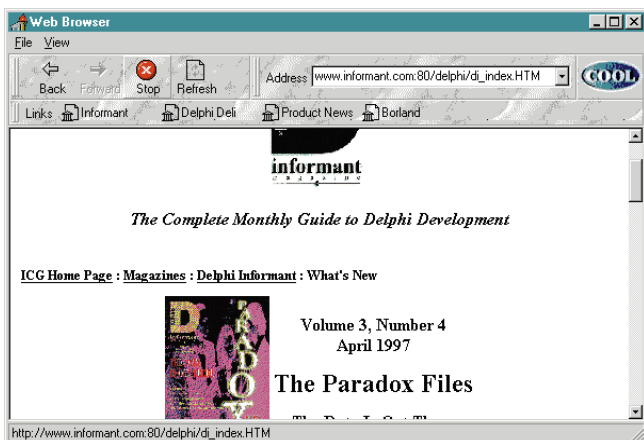 Web Browser
File View
Back Forward Stop Refresh Address www.informant.com:80/delphi/di_index.HTM COOL
Links Informant Delphi Deli Product News Borland
informant
magazine
The Complete Monthly Guide to Delphi Development
ICG Home Page : Magazines : Delphi Informant : What's New
Volume 3, Number 4
April 1997
The Paradox Files
http://www.informant.com:80/delphi/di_index.HTM